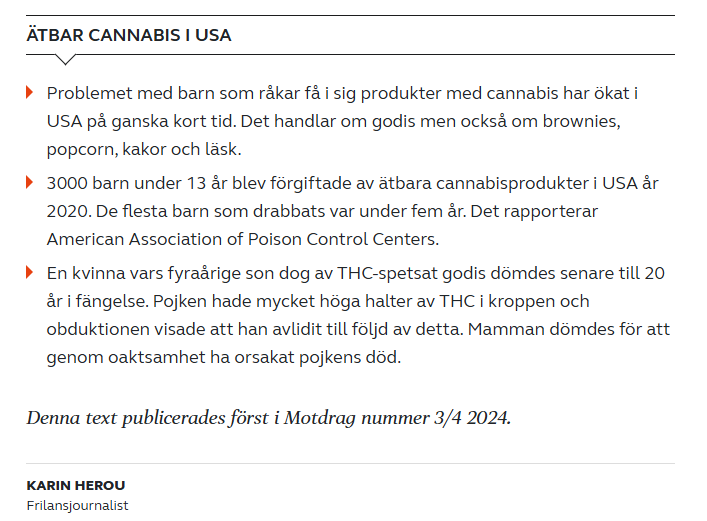 ÄTBAR CANNABIS I USA
Problemet med barn som råkar få i sig produkter med cannabis har ökat i
USA på ganska kort tid. Det handlar om godis men också om brownies,
popcorn, kakor och läsk.
3000 barn under 13 år blev förgiftade av ätbara cannabisprodukter i USA år
2020. De flesta barn som drabbats var under fem år. Det rapporterar
American Association of Poison Control Centers.
En kvinna vars fyraårige son dog av THC-spetsat godis dömdes senare till 20
år i fängelse. Pojken hade mycket höga halter av THC i kroppen och
obduktionen visade att han avlidit till följd av detta. Mamman dömdes för att
genom oaktsamhet ha orsakat pojkens död.
Denna text publicerades först i Motdrag nummer 3/4 2024.
KARIN HEROU
Frilansjournalist